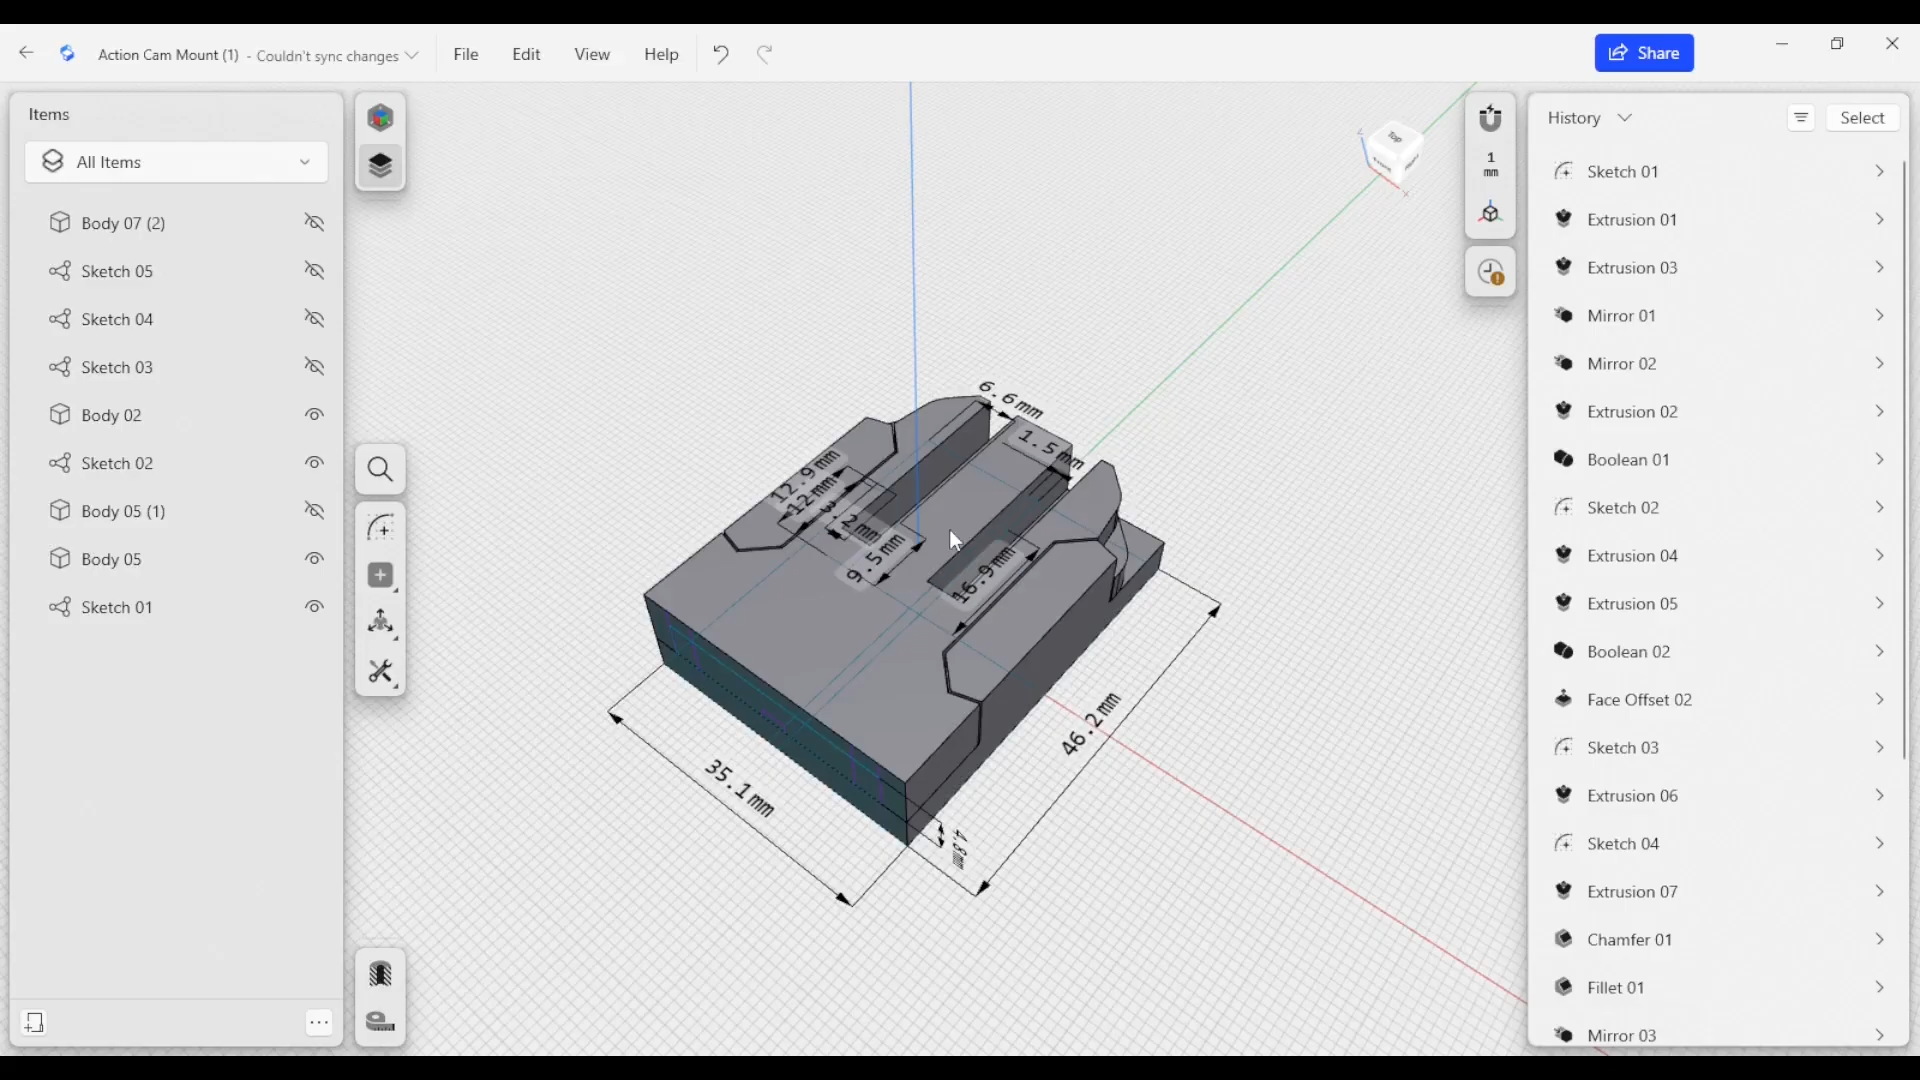 Action Cam Mount (1) - Couldn't sync changes
File Edit View Help
Share
Items
All Items
Body 07 (2)
Sketch 05
Sketch 04
Sketch 03
Body 02
Sketch 02
Body 05 (1)
Body 05
Sketch 01
6.6mm
1.5mm
12.9mm
12mm
3.2mm
9.5mm
16.9mm
46.2mm
35.1mm
4.8mm
Top
Z
X
1
mm
History
Select
Sketch 01
Extrusion 01
Extrusion 03
Mirror 01
Mirror 02
Extrusion 02
Boolean 01
Sketch 02
Extrusion 04
Extrusion 05
Boolean 02
Face Offset 02
Sketch 03
Extrusion 06
Sketch 04
Extrusion 07
Chamfer 01
Fillet 01
Mirror 03